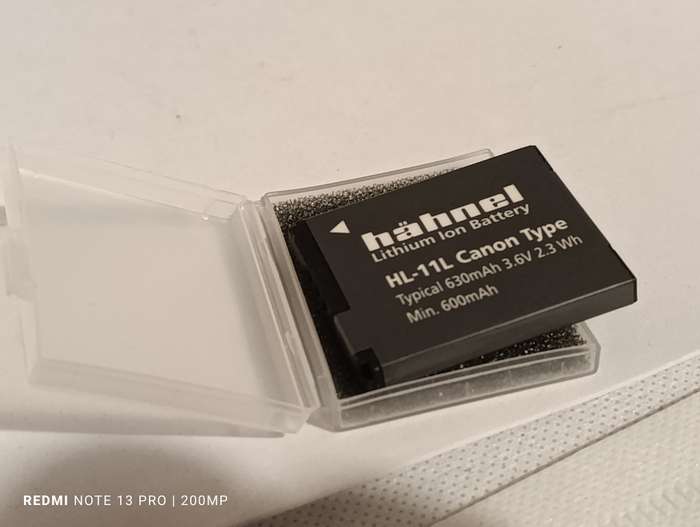 hähnel
Lithium Ion Battery
HL-11L Canon Type
Typical 630mAh 3.6V 2.3 Wh
Min. 600mAh
REDMI NOTE 13 PRO | 200MP